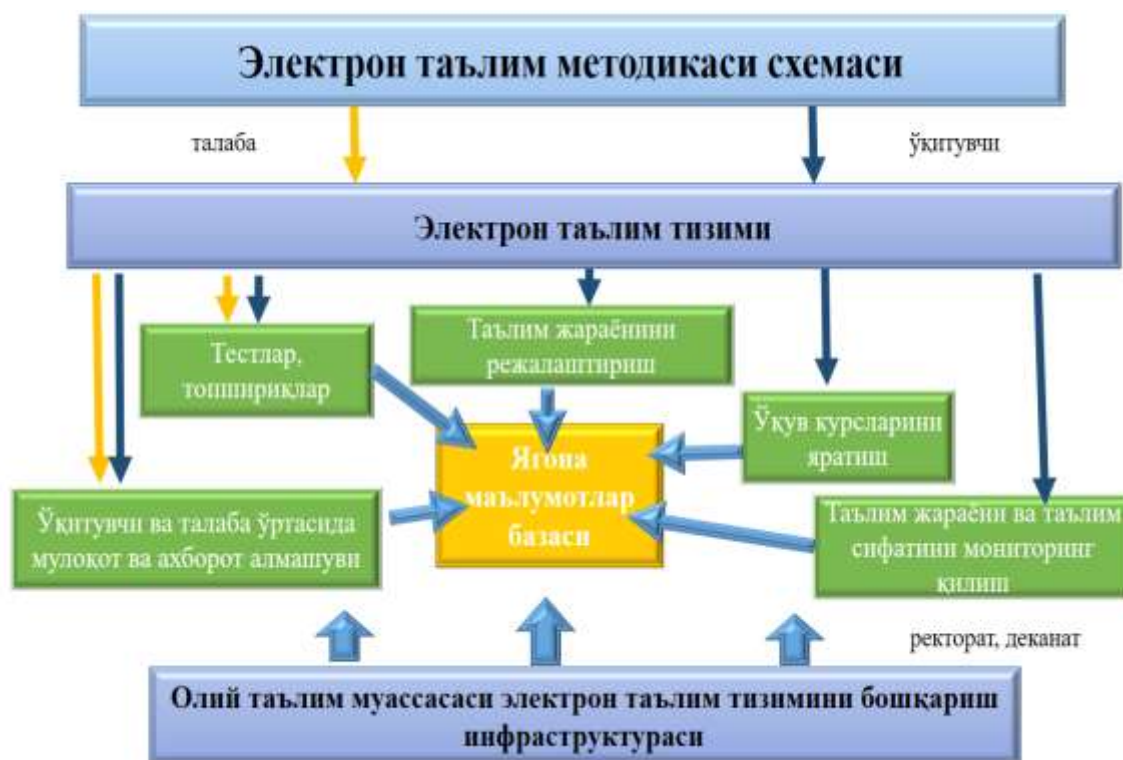 Электрон таълим методикаси схемаси
талаба
ўқитувчи
Электрон таълим тизими
Тестлар,
топшириқлар
Таълим жараёнини
режалаштириш
Ўқув курсларини
яратиш
Ягона
маълумотлар
базаси
Ўқитувчи ва талаба ўртасида
мулоқот ва ахборот алмашуви
Таълим жараёни ва таълим
сифатини мониторинг
қилиш
ректорат, деканат
Олий таълим муассасаси электрон таълим тизимини бошқариш
инфраструктураси